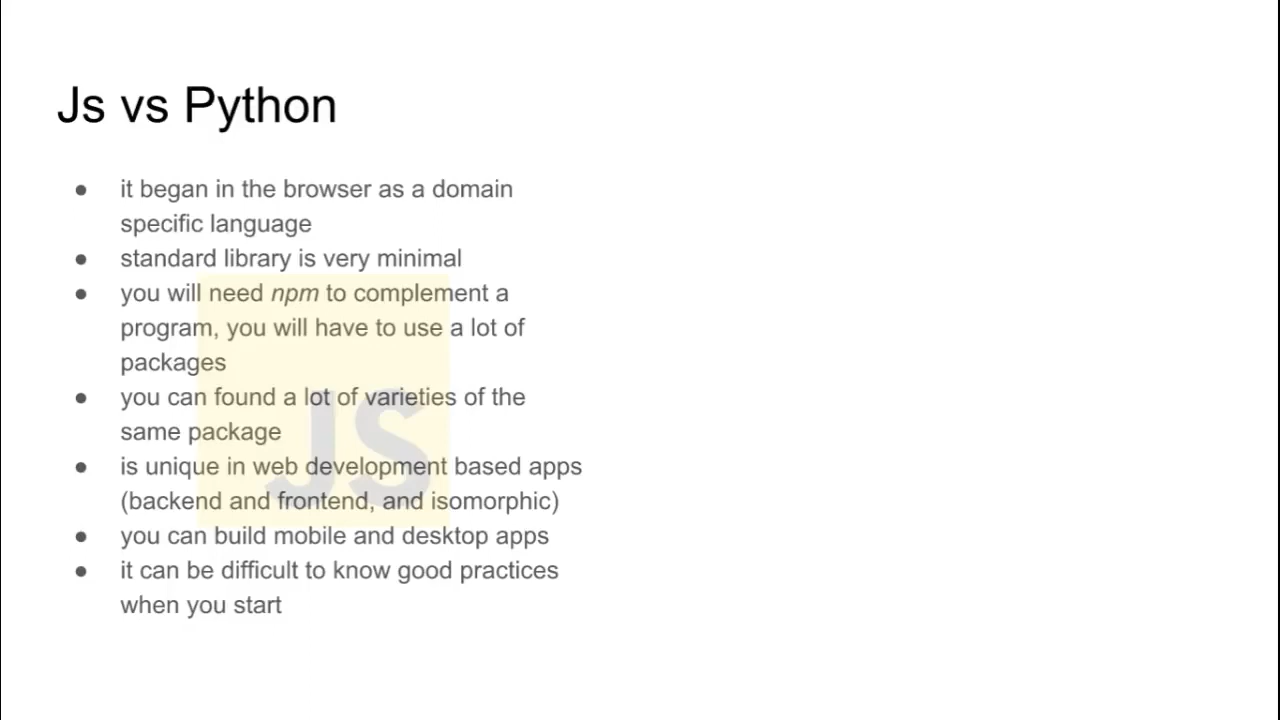 Js vs Python
● it began in the browser as a domain
specific language
● standard library is very minimal
● you will need npm to complement a
program, you will have to use a lot of
packages
● you can found a lot of varieties of the
same package
● is unique in web development based apps
(backend and frontend, and isomorphic)
● you can build mobile and desktop apps
● it can be difficult to know good practices
when you start
JS